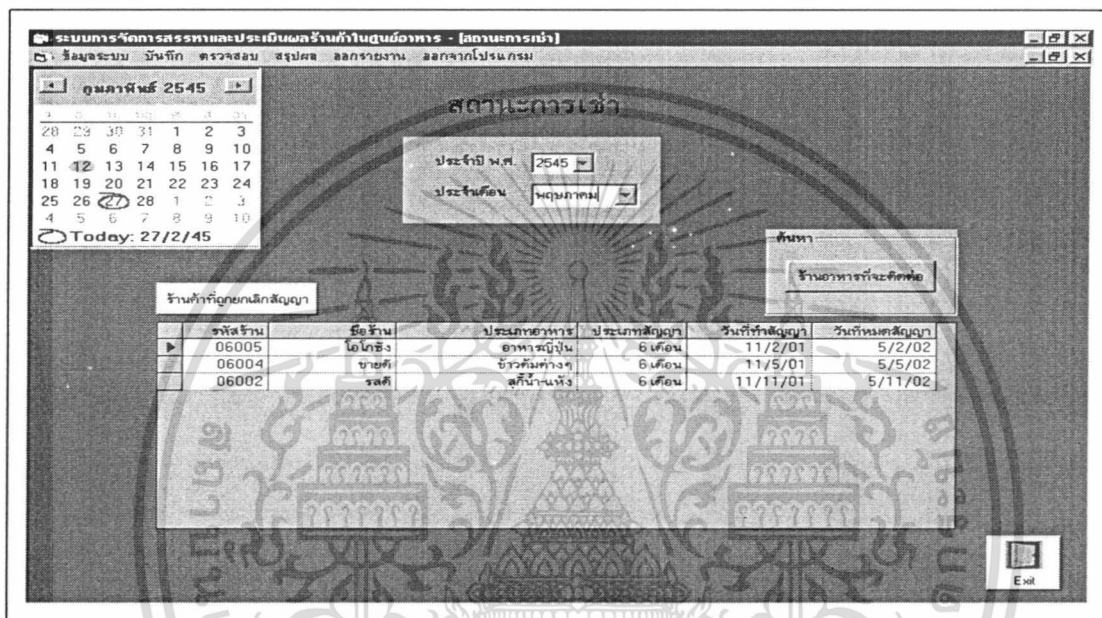 ระบบการจัดการสรรหาและประเมินผลร้านค้าในศูนย์อาหาร - [สถานะการเช่า]
ข้อมูลระบบ บันทึก ตรวจสอบ สรุปผล ออกรายงาน ออกจากโปรแกรม
กุมภาพันธ์ 2545
28 29 30 31 1 2 3
4 5 6 7 8 9 10
11 12 13 14 15 16 17
18 19 20 21 22 23 24
25 26 27 28 1 2 3
4 5 6 7 8 9 10
Today: 27/2/45
สถานะการเช่า
ประจำปี พ.ศ. 2545
ประจำเดือน พฤษภาคม
ค้นหา
ร้านอาหารที่จะติดต่อ
ร้านค้าที่ถูกยกเลิกสัญญา
รหัสร้าน ชื่อร้าน ประเภทอาหาร ประเภทสัญญา วันที่ทำสัญญา วันที่หมดสัญญา
06005 โอโกชัง อาหารญี่ปุ่น 6 เดือน 11/2/01 5/2/02
06004 ขายดี ข้าวต้มต่างๆ 6 เดือน 11/5/01 5/5/02
06002 รสดี สุกี้น้ำ-แห้ง 6 เดือน 11/11/01 5/11/02
Exit